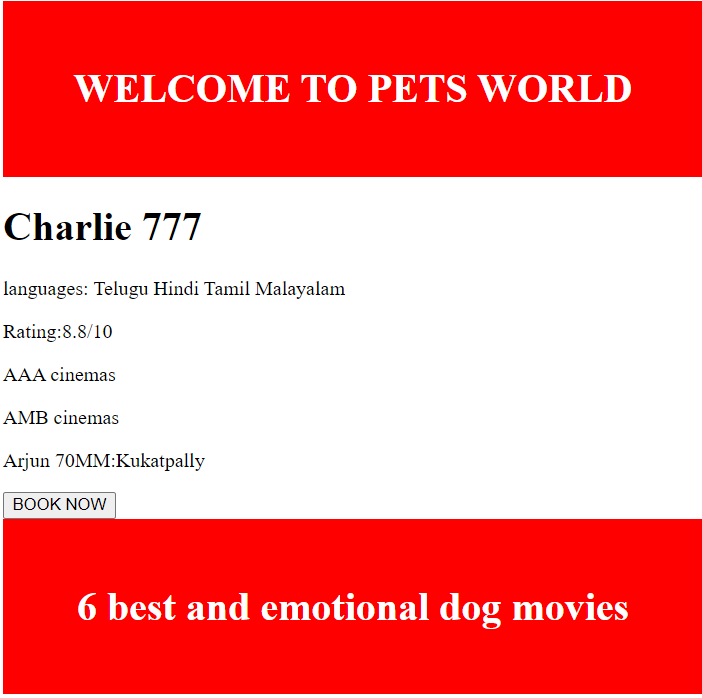 WELCOME TO PETS WORLD
Charlie 777
languages: Telugu Hindi Tamil Malayalam
Rating:8.8/10
AAA cinemas
AMB cinemas
Arjun 70MM:Kukatpally
BOOK NOW
6 best and emotional dog movies